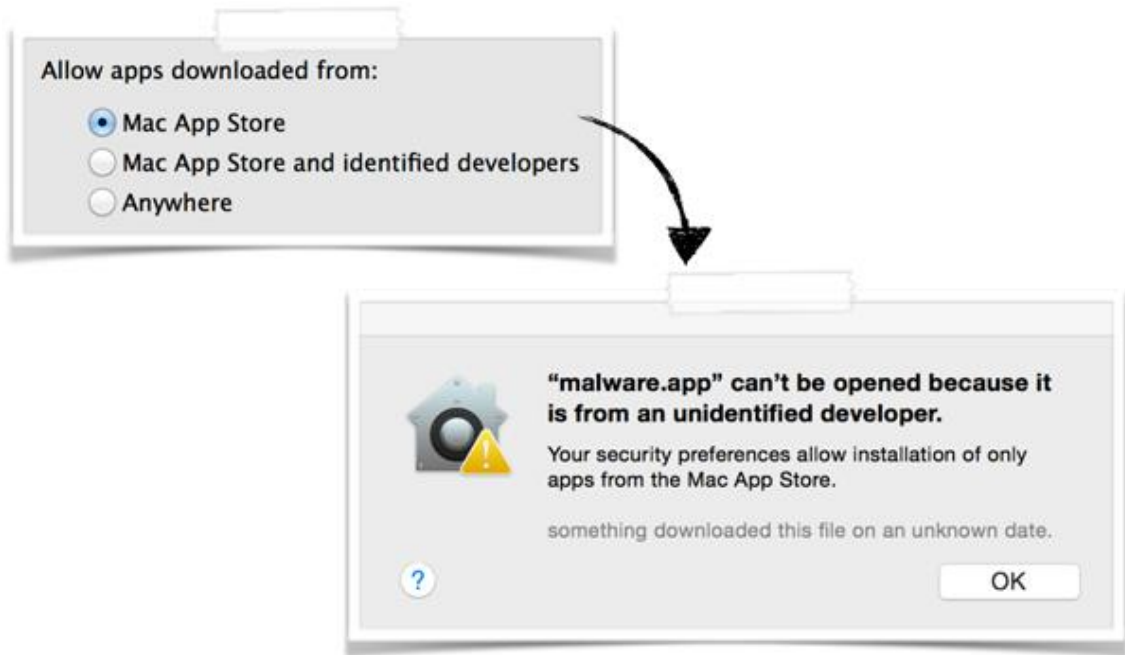 Allow apps downloaded from:
Mac App Store
Mac App Store and identified developers
Anywhere
“malware.app” can’t be opened because it
is from an unidentified developer.
Your security preferences allow installation of only
apps from the Mac App Store.
something downloaded this file on an unknown date.
?
OK